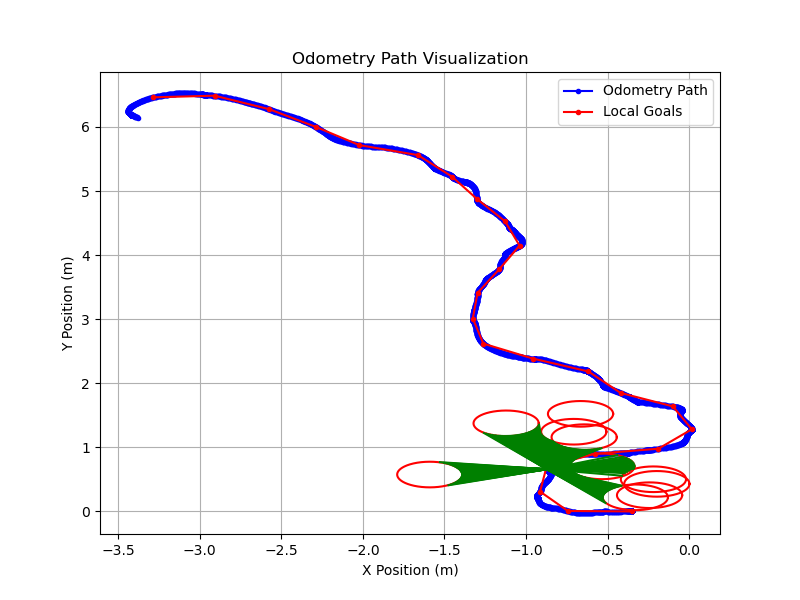 Odometry Path Visualization
Odometry Path
Local Goals
Y Position (m)
6
5
4
3
2
1
0
−3.5 −3.0 −2.5 −2.0 −1.5 −1.0 −0.5 0.0
X Position (m)